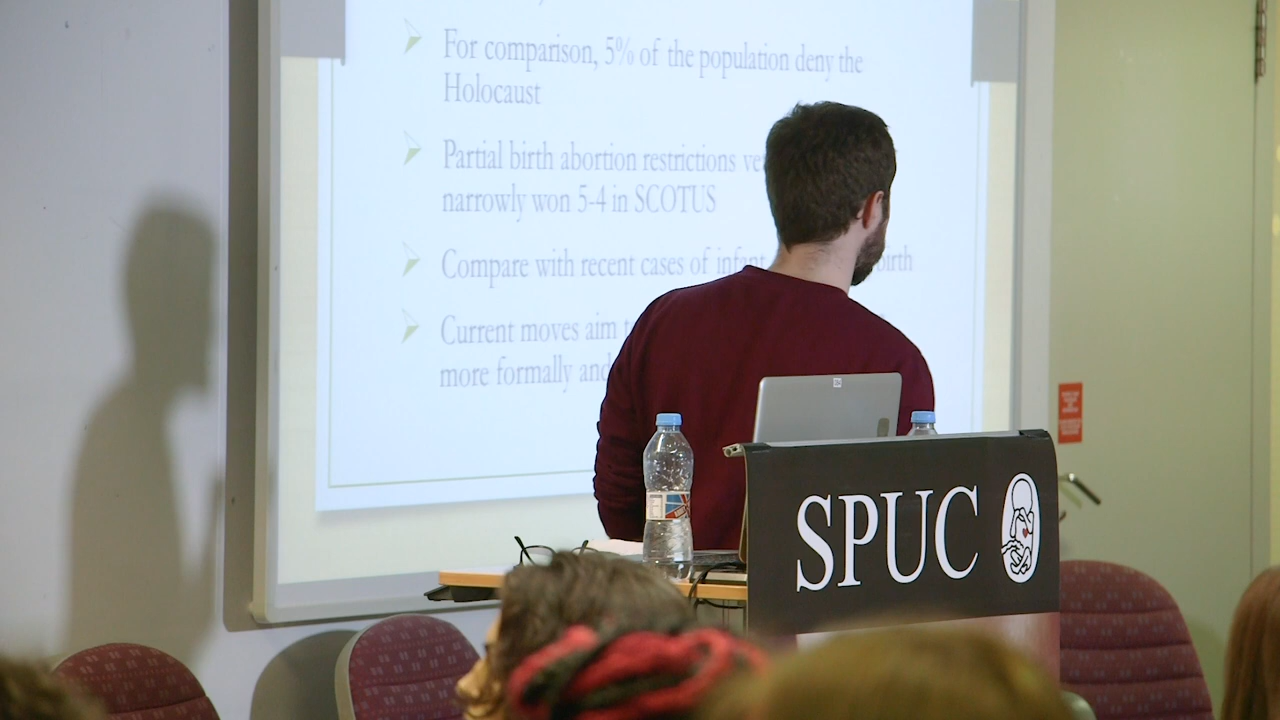 For comparison, 5% of the population deny the
Holocaust
Partial birth abortion restrictions
narrowly won 5-4 in SCOTUS
Compare with recent cases of infant birth
Current moves aim
more formally and
SPUC